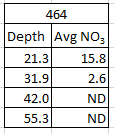 464
Depth Avg NO₃
21.3 15.8
31.9 2.6
42.0 ND
55.3 ND